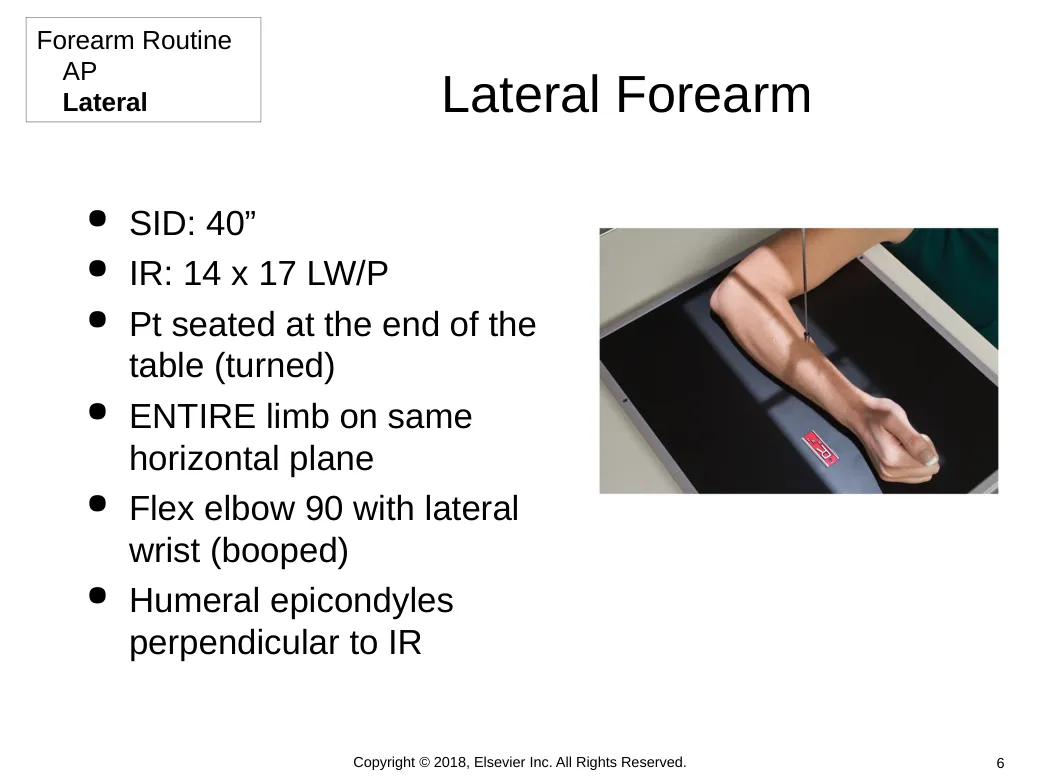 Forearm Routine
AP
Lateral
Lateral Forearm
• SID: 40”
• IR: 14 x 17 LW/P
• Pt seated at the end of the
table (turned)
• ENTIRE limb on same
horizontal plane
• Flex elbow 90 with lateral
wrist (booped)
• Humeral epicondyles
perpendicular to IR
Copyright © 2018, Elsevier Inc. All Rights Reserved.
6